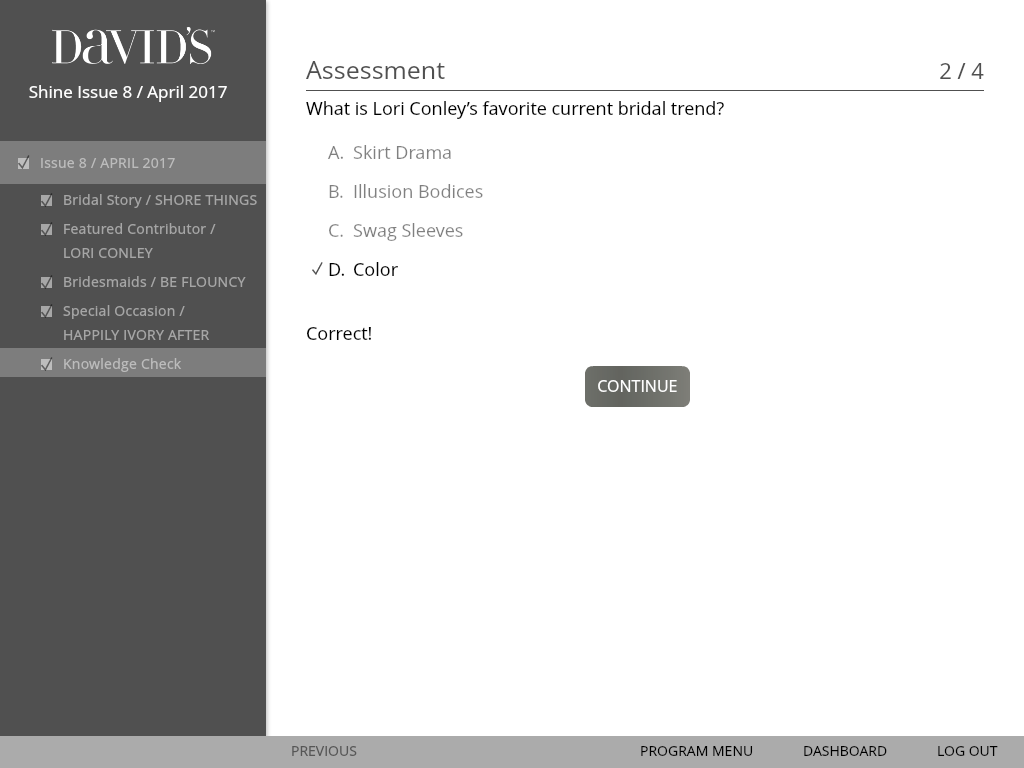 DAVID'S™
Shine Issue 8 / April 2017
Issue 8 / APRIL 2017
Bridal Story / SHORE THINGS
Featured Contributor /
LORI CONLEY
Bridesmaids / BE FLOUNCY
Special Occasion /
HAPPILY IVORY AFTER
Knowledge Check
Assessment 2 / 4
What is Lori Conley’s favorite current bridal trend?
A. Skirt Drama
B. Illusion Bodices
C. Swag Sleeves
✓ D. Color
Correct!
CONTINUE
PREVIOUS PROGRAM MENU DASHBOARD LOG OUT